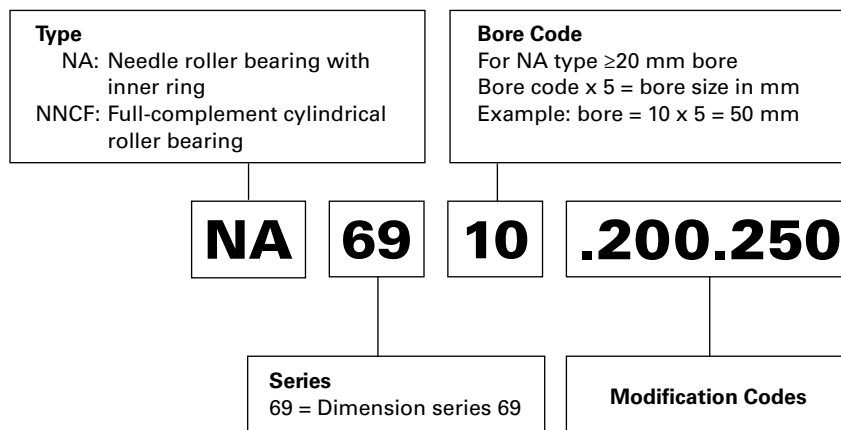 Type
NA: Needle roller bearing with
inner ring
NNCF: Full-complement cylindrical
roller bearing
Bore Code
For NA type ≥20 mm bore
Bore code x 5 = bore size in mm
Example: bore = 10 x 5 = 50 mm
NA 69 10 .200.250
Series
69 = Dimension series 69
Modification Codes